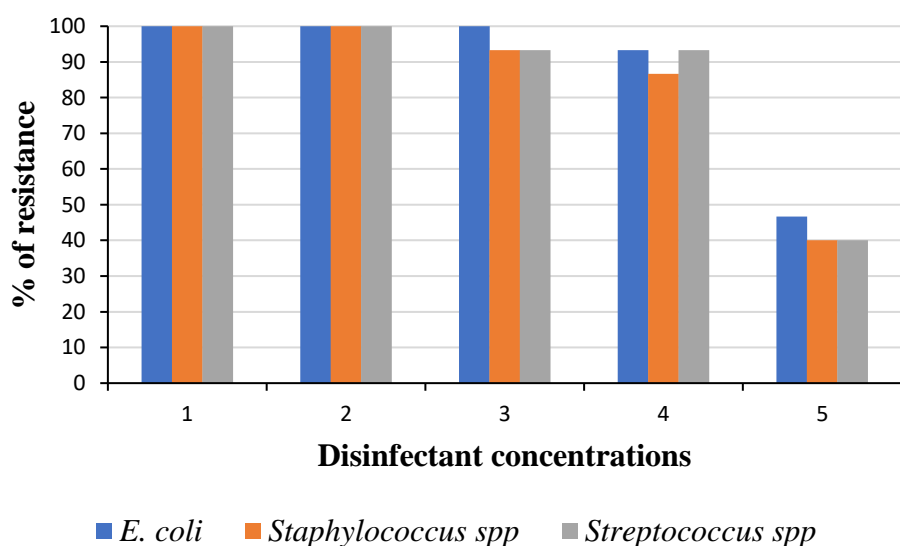 100
90
80
70
60
50
40
30
20
10
0
% of resistance
1 2 3 4 5
Disinfectant concentrations
E. coli Staphylococcus spp Streptococcus spp